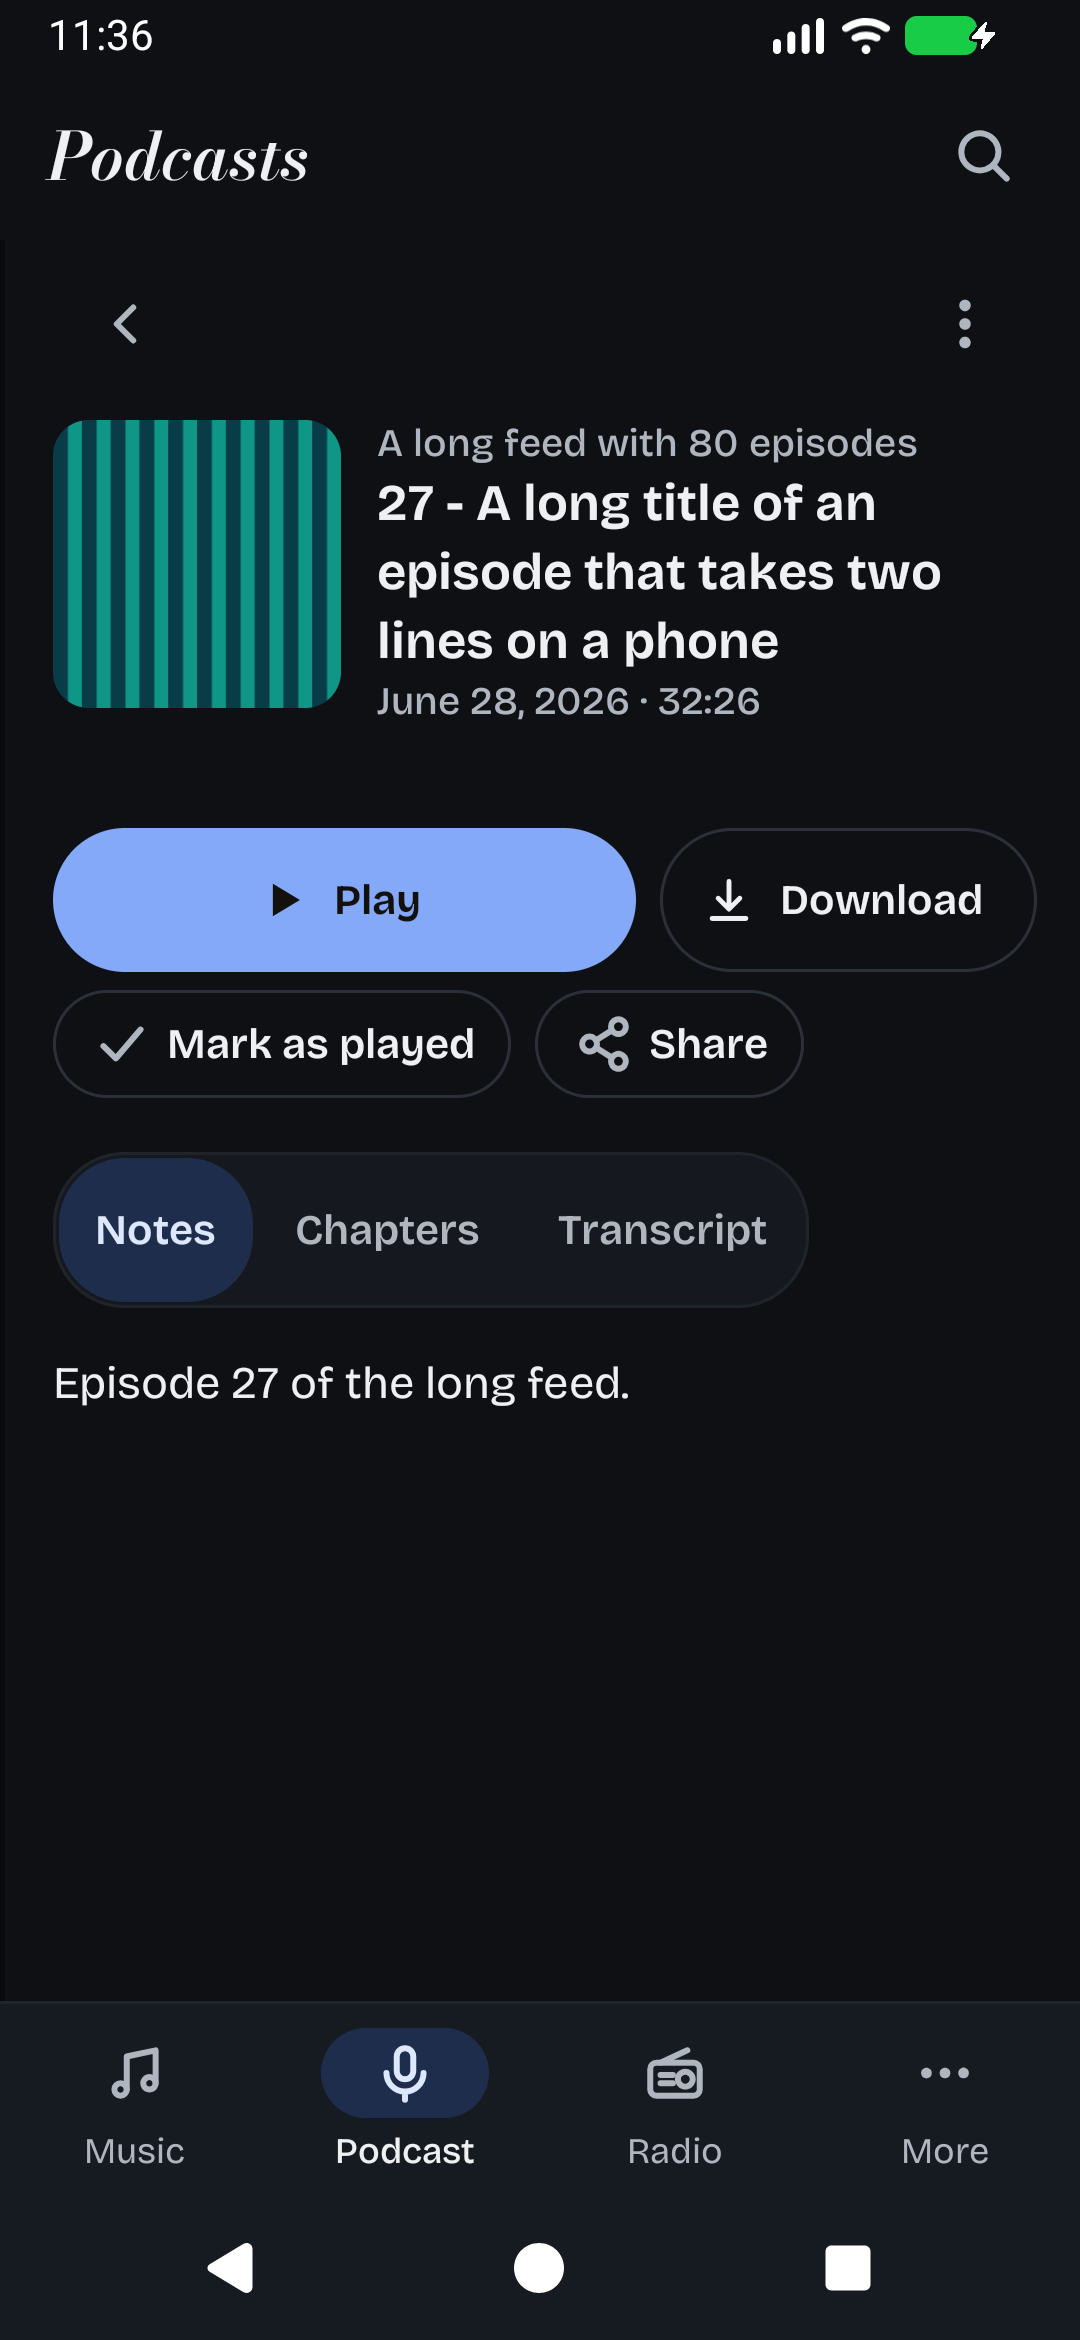 11:36
Podcasts
A long feed with 80 episodes
27 - A long title of an
episode that takes two
lines on a phone
June 28, 2026 · 32:26
Play
Download
Mark as played
Share
Notes
Chapters
Transcript
Episode 27 of the long feed.
Music
Podcast
Radio
More